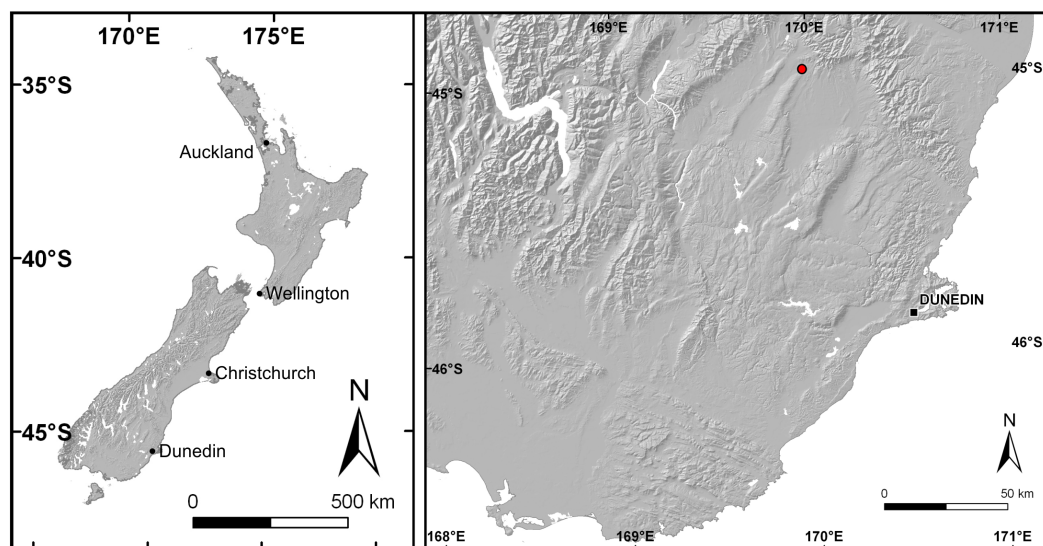 170°E 175°E
35°S
Auckland
40°S
Wellington
Christchurch
N
45°S
Dunedin
0 500 km
169°E 170°E 171°E
45°S 45°S
DUNEDIN
46°S
46°S
N
0 50 km
168°E 169°E 170°E 171°E